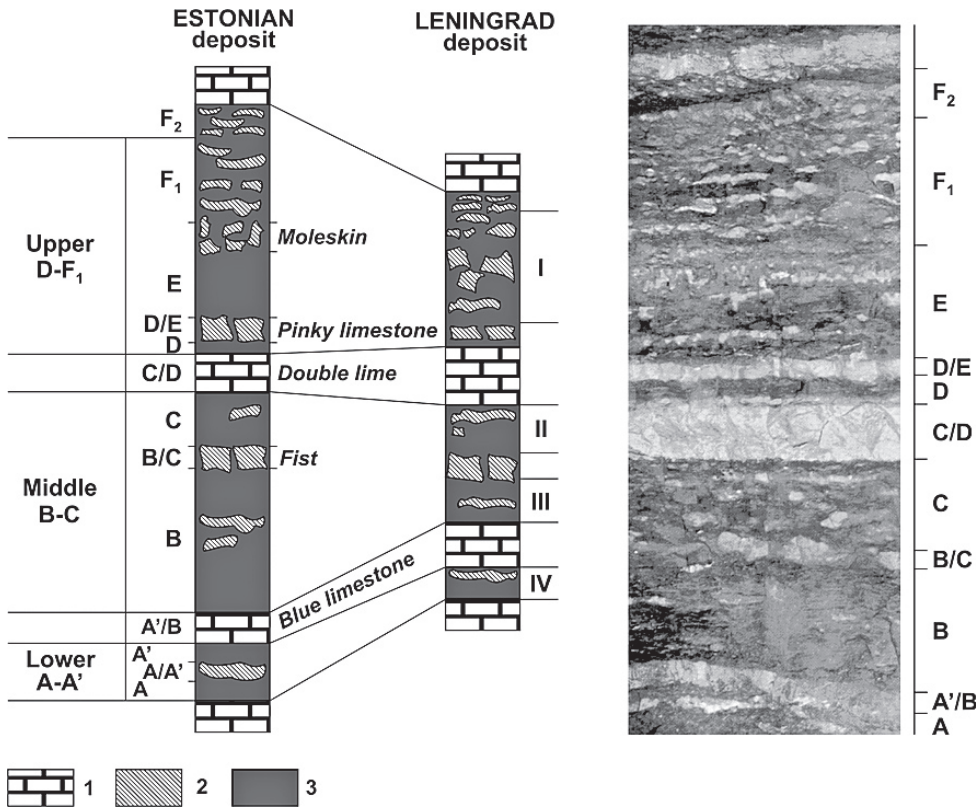 ESTONIAN
deposit
LENINGRAD
deposit
F₂
F₁
Moleskin
Upper
D-F₁
E
D/E
Pinky limestone
D
C/D
Double lime
C
B/C
Fist
Middle
B-C
B
Blue limestone
A'/B
Lower
A-A'
A'
A/A'
A
I
II
III
IV
F₂
F₁
E
D/E
D
C/D
C
B/C
B
A'/B
A
1
2
3